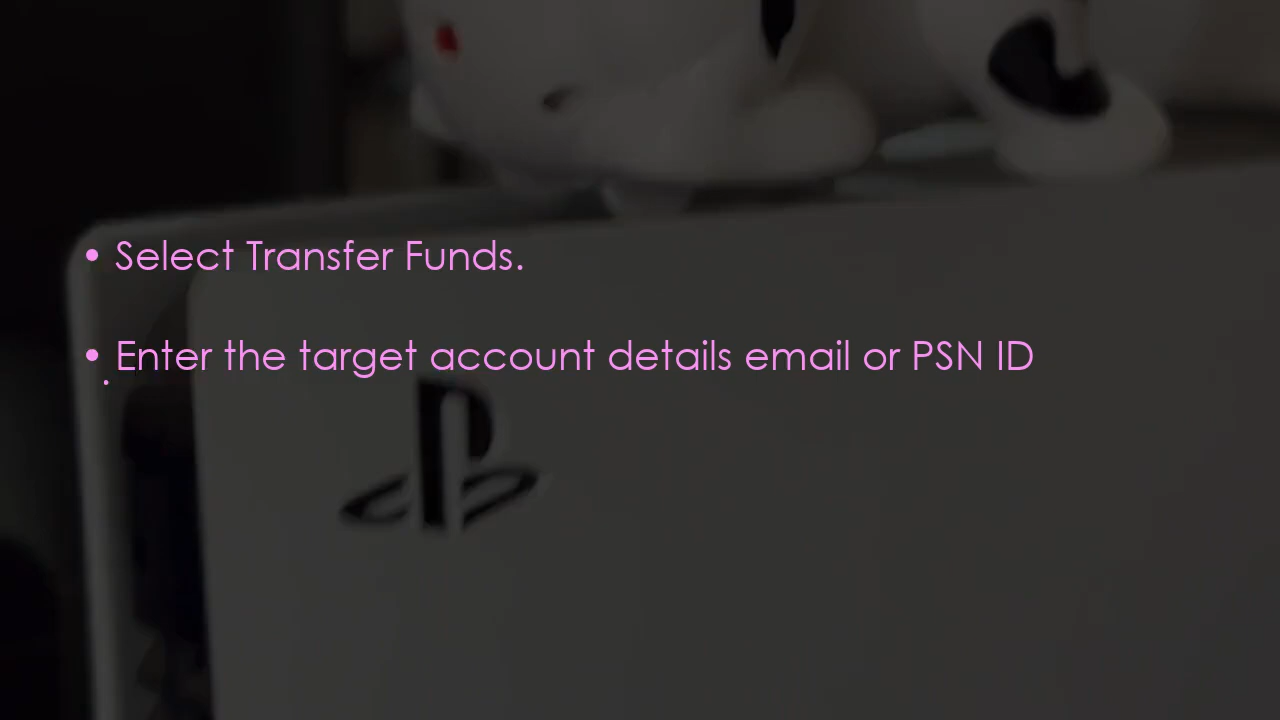 • Select Transfer Funds.
• Enter the target account details email or PSN ID
.